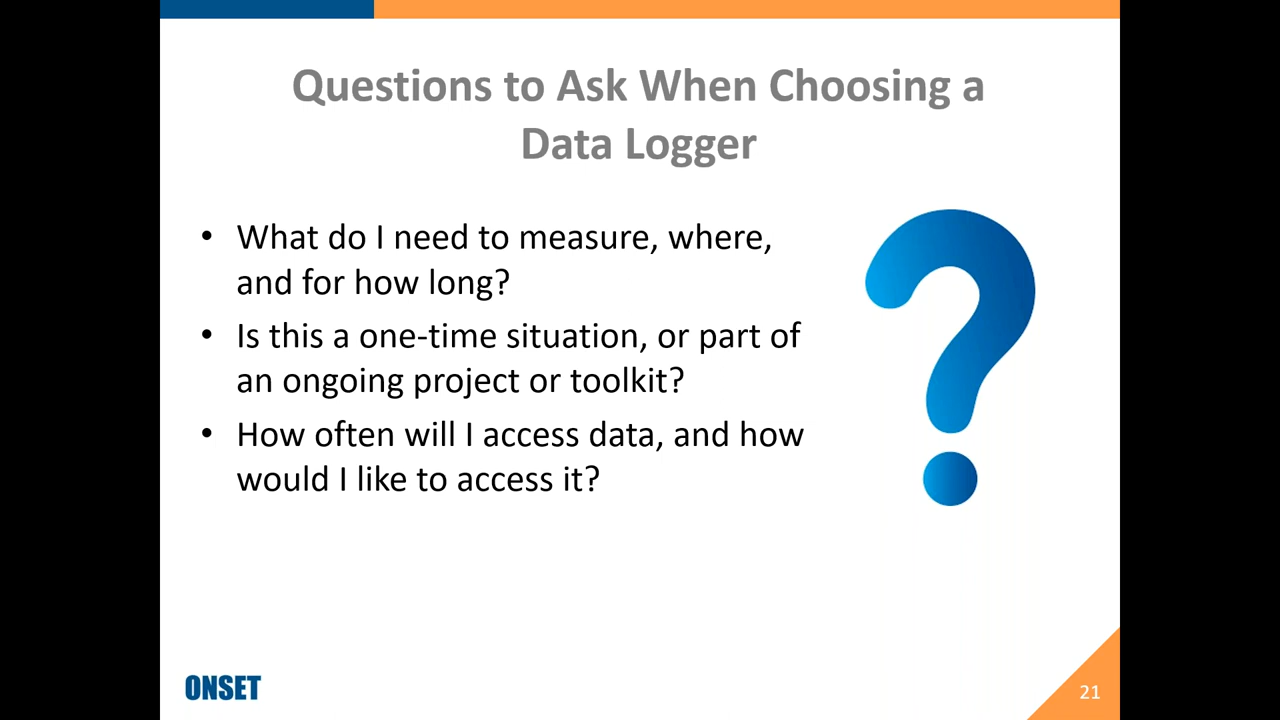 Questions to Ask When Choosing a
Data Logger
• What do I need to measure, where,
and for how long?
• Is this a one-time situation, or part of
an ongoing project or toolkit?
• How often will I access data, and how
would I like to access it?
ONSET
21